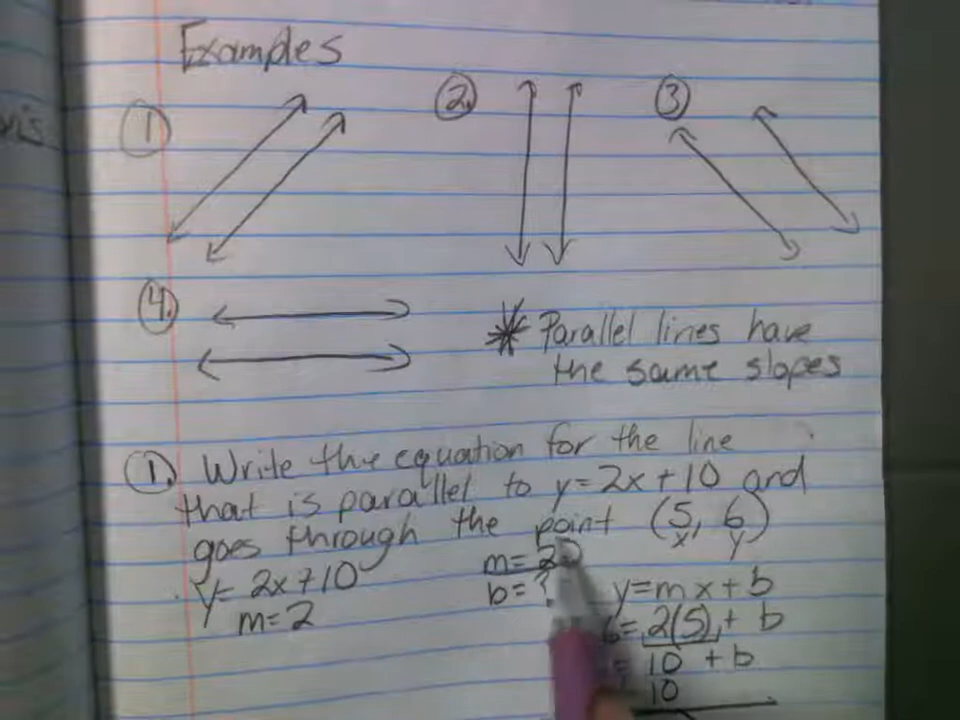 Examples
1
2.
3
4.
* Parallel lines have
the same slopes
1. Write the equation for the line
that is parallel to y=2x+10 and
goes through the point (5, 6)
x y
y=2x+10
m=2
m=2
b=?
y=mx+b
6=2(5)+b
= 10 +b
10